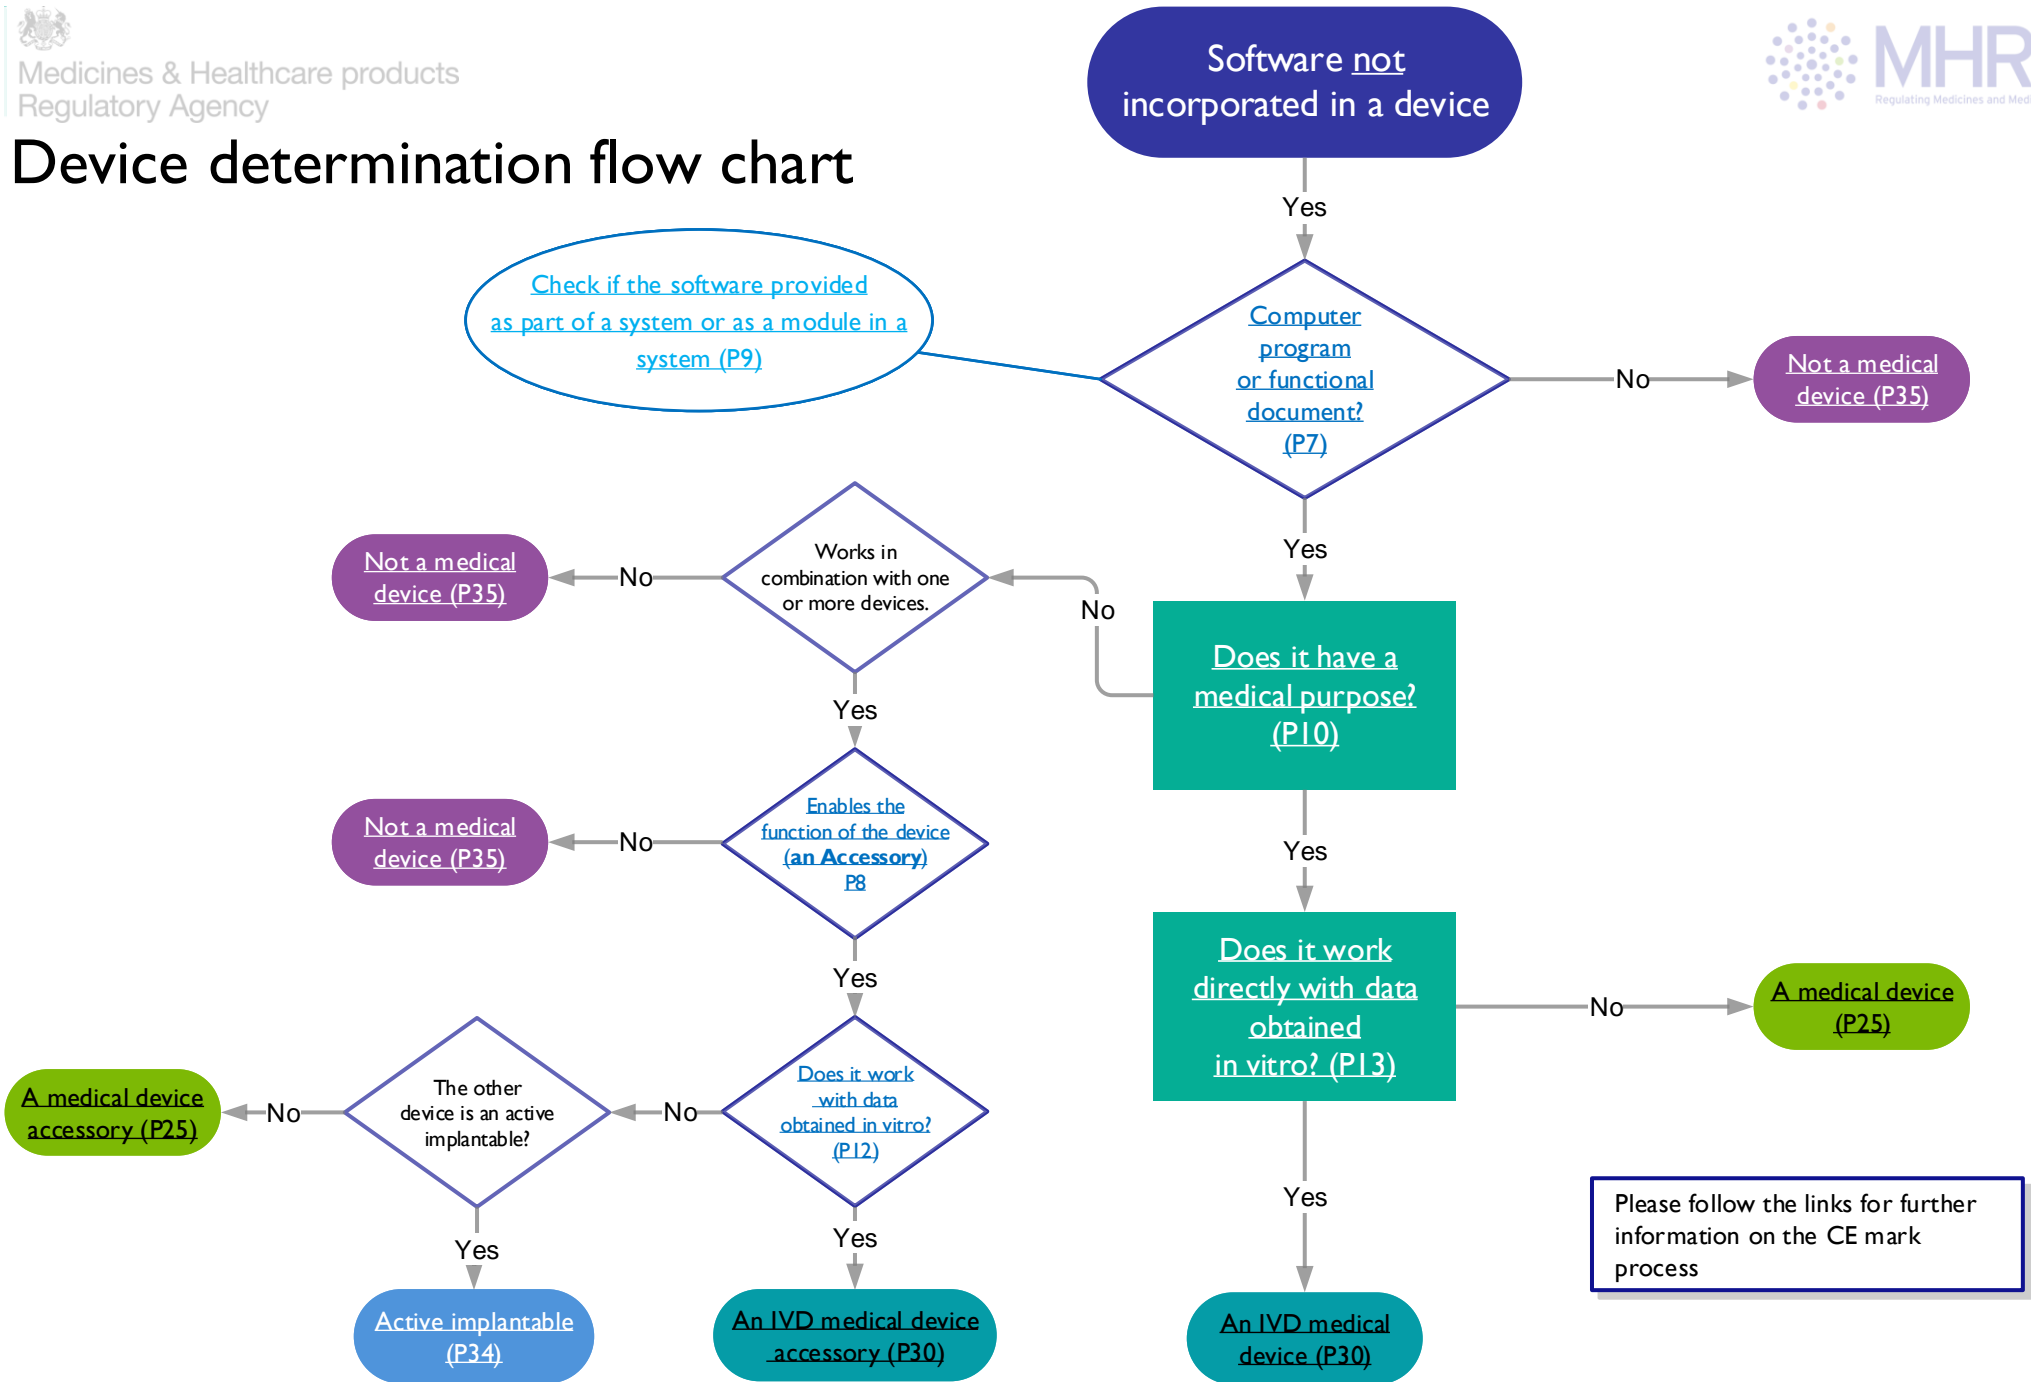 Medicines & Healthcare products
Regulatory Agency
MHR
Regulating Medicines and Med
Device determination flow chart
Software not
incorporated in a device
Yes
Check if the software provided
as part of a system or as a module in a
system (P9)
Computer
program
or functional
document?
(P7)
No
Not a medical
device (P35)
Yes
Works in
combination with one
or more devices.
No
Not a medical
device (P35)
No
Does it have a
medical purpose?
(P10)
Yes
Enables the
function of the device
(an Accessory)
P8
No
Not a medical
device (P35)
Yes
Does it work
directly with data
obtained
in vitro? (P13)
No
A medical device
(P25)
Yes
Does it work
with data
obtained in vitro?
(P12)
No
The other
device is an active
implantable?
No
A medical device
accessory (P25)
Yes
Active implantable
(P34)
Yes
An IVD medical device
accessory (P30)
Yes
An IVD medical
device (P30)
Please follow the links for further
information on the CE mark
process